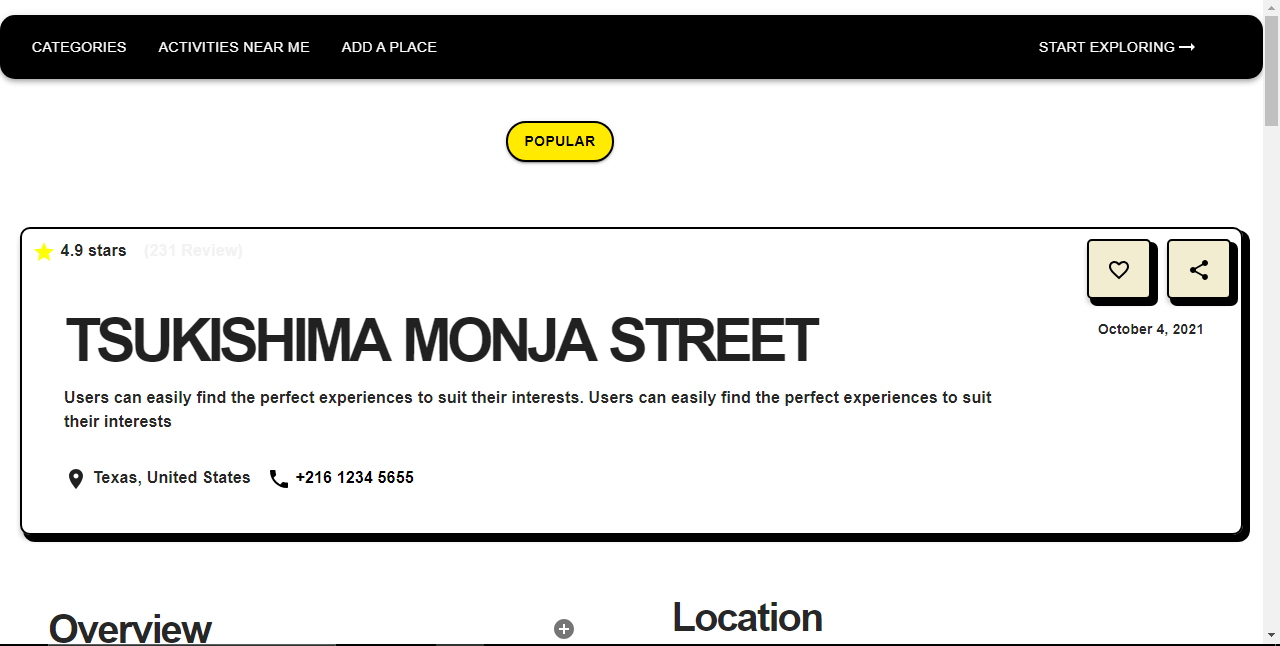 CATEGORIES ACTIVITIES NEAR ME ADD A PLACE START EXPLORING
POPULAR
4.9 stars (231 Review)
TSUKISHIMA MONJA STREET
October 4, 2021
Users can easily find the perfect experiences to suit their interests. Users can easily find the perfect experiences to suit
their interests
Texas, United States +216 1234 5655
Overview
Location